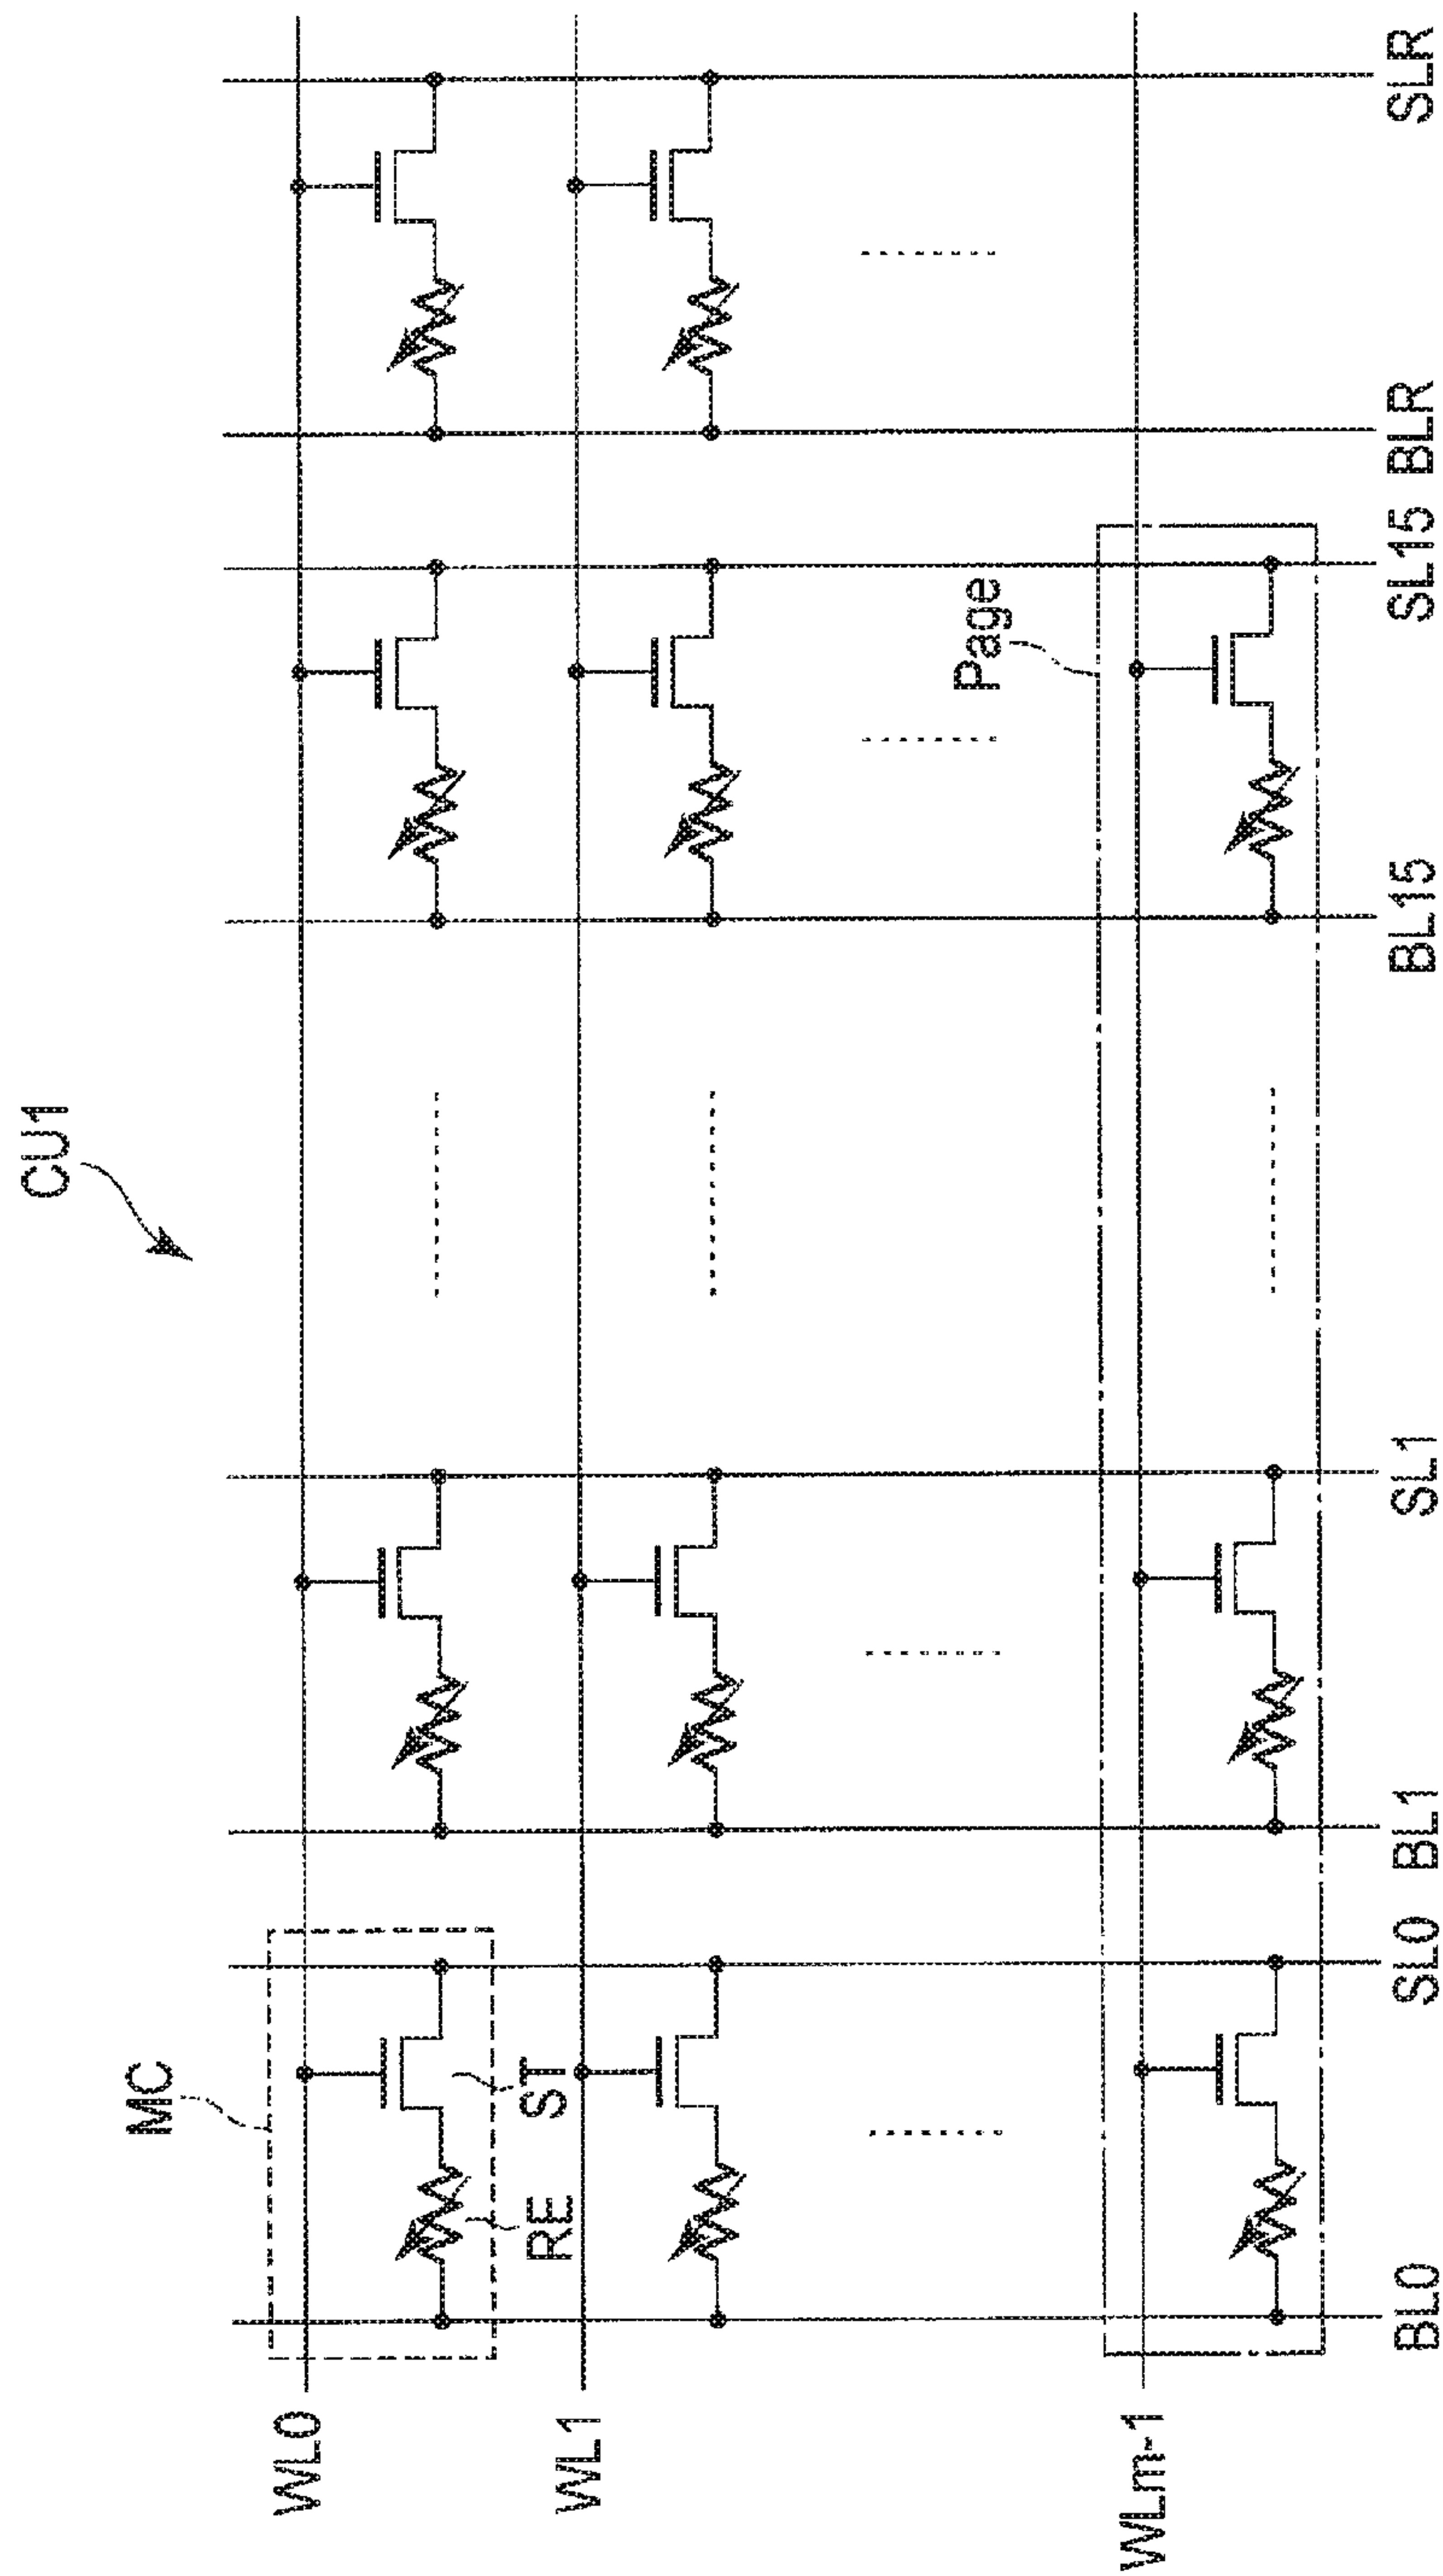 CU1
MC
WL0
RE
ST
WL1
Page
WLm-1
BL0
SL0
BL1
SL1
BL15
SL15
BLR
SLR